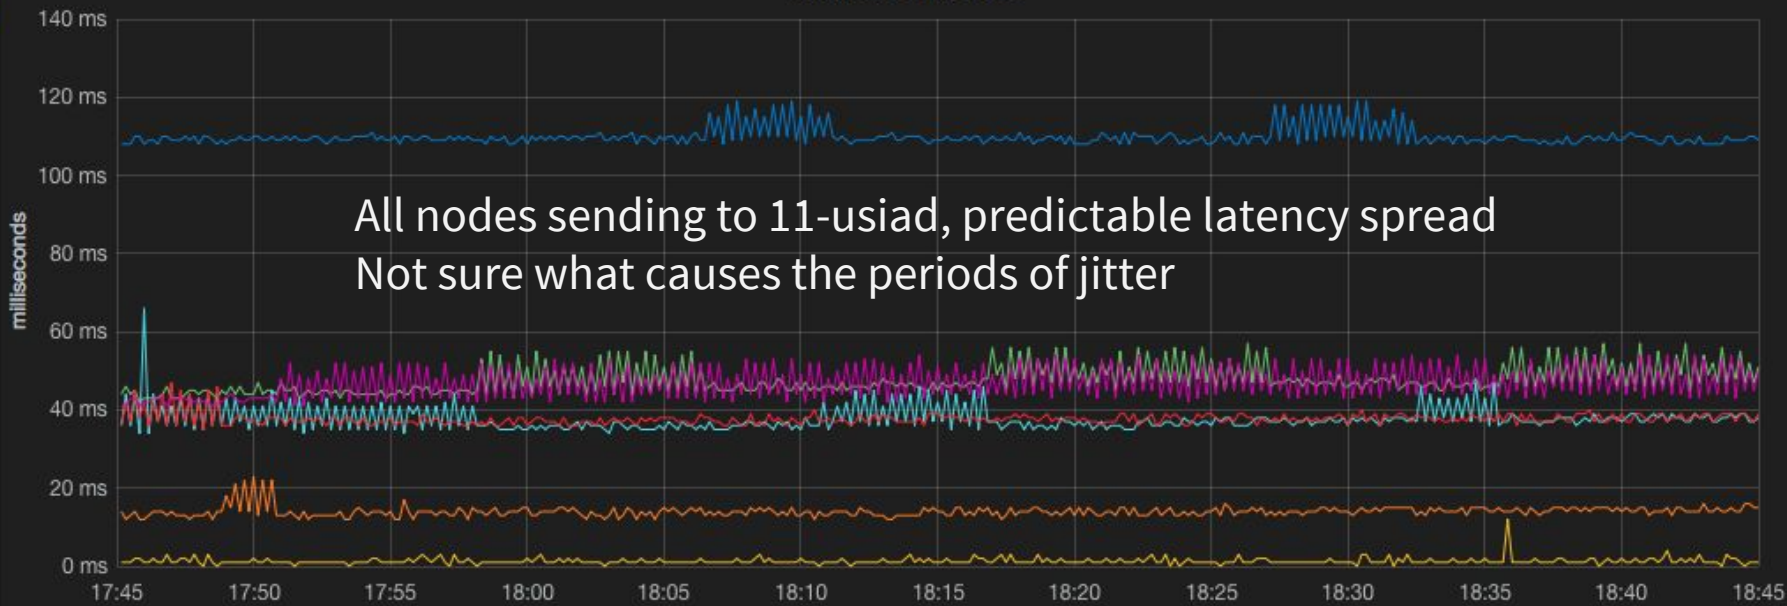 140 ms
120 ms
100 ms
80 ms
60 ms
40 ms
20 ms
0 ms
milliseconds
All nodes sending to 11-usiad, predictable latency spread
Not sure what causes the periods of jitter
17:45 17:50 17:55 18:00 18:05 18:10 18:15 18:20 18:25 18:30 18:35 18:40 18:45